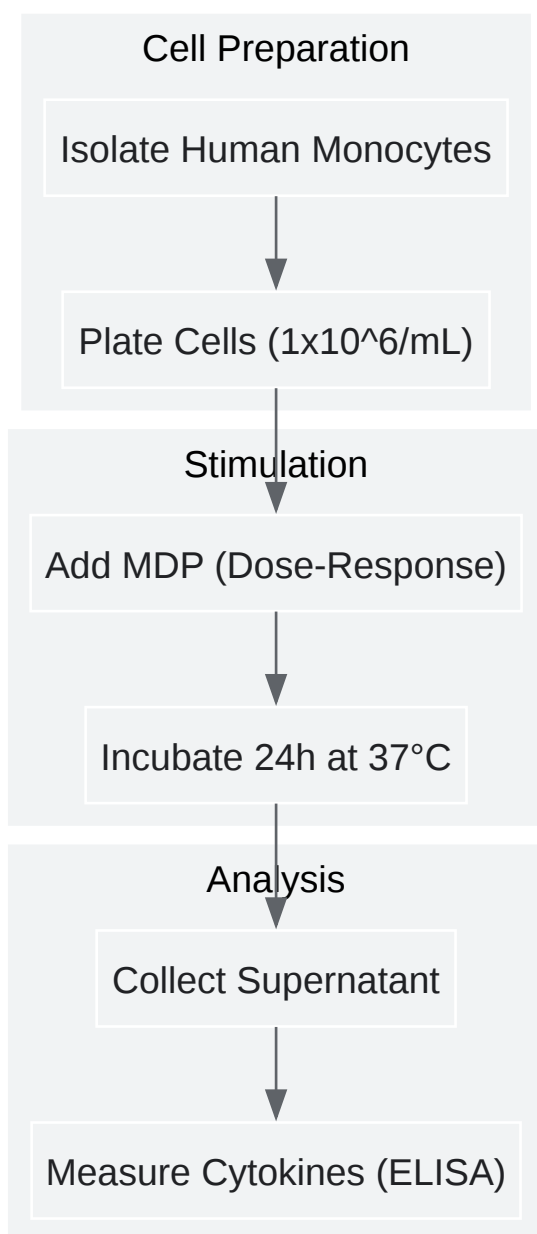 Cell Preparation
Isolate Human Monocytes
Plate Cells (1x10^6/mL)
Stimulation
Add MDP (Dose-Response)
Incubate 24h at 37°C
Analysis
Collect Supernatant
Measure Cytokines (ELISA)